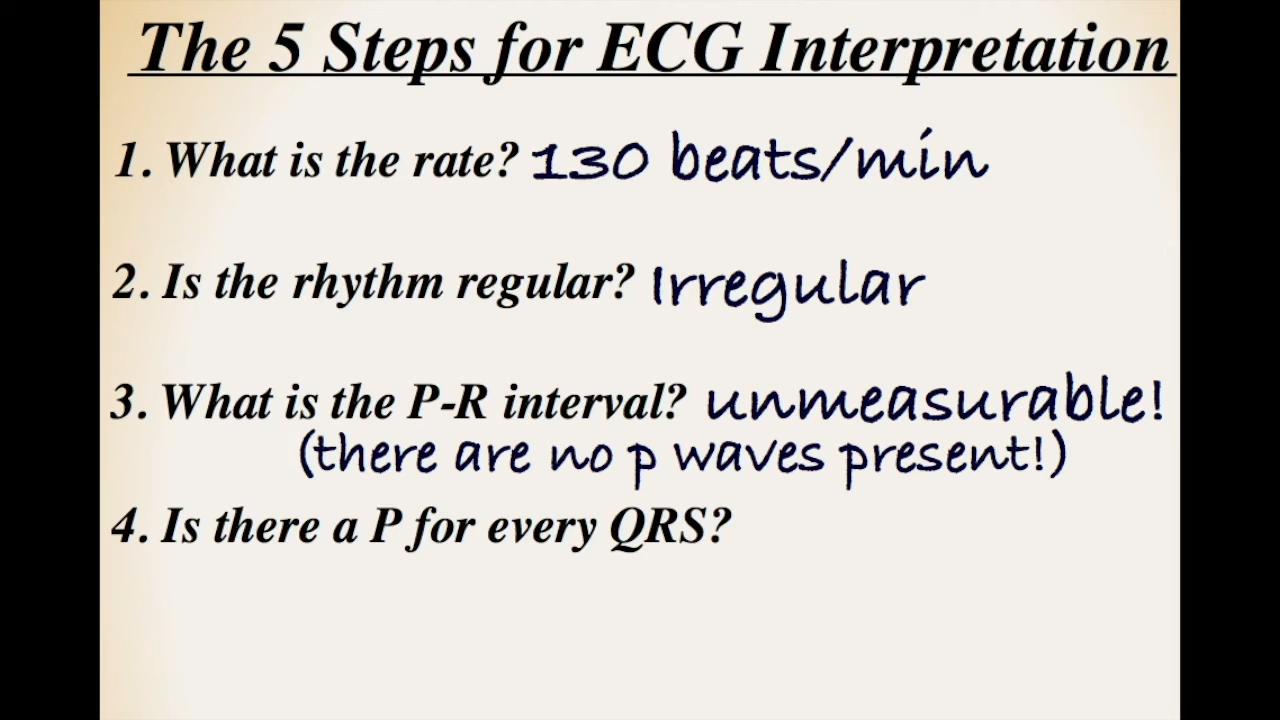 The 5 Steps for ECG Interpretation
1. What is the rate? 130 beats/min
2. Is the rhythm regular? Irregular
3. What is the P-R interval? unmeasurable!
(there are no p waves present!)
4. Is there a P for every QRS?